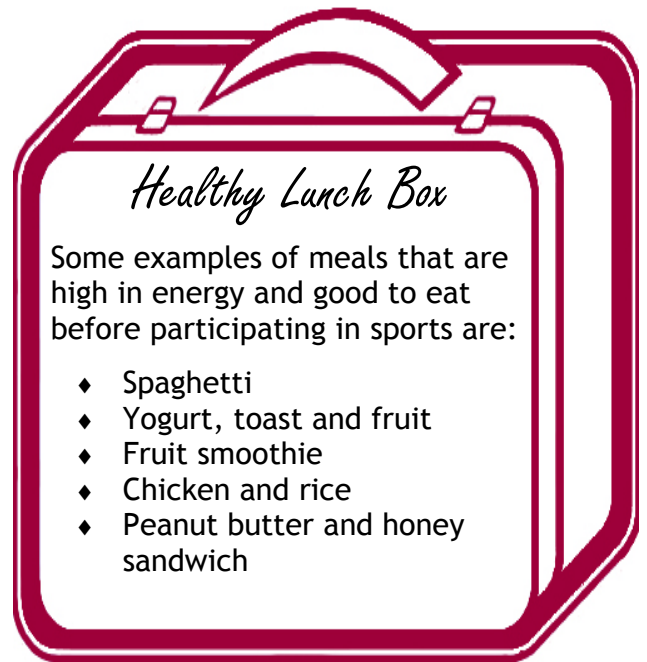 Healthy Lunch Box
Some examples of meals that are
high in energy and good to eat
before participating in sports are:
♦ Spaghetti
♦ Yogurt, toast and fruit
♦ Fruit smoothie
♦ Chicken and rice
♦ Peanut butter and honey
sandwich